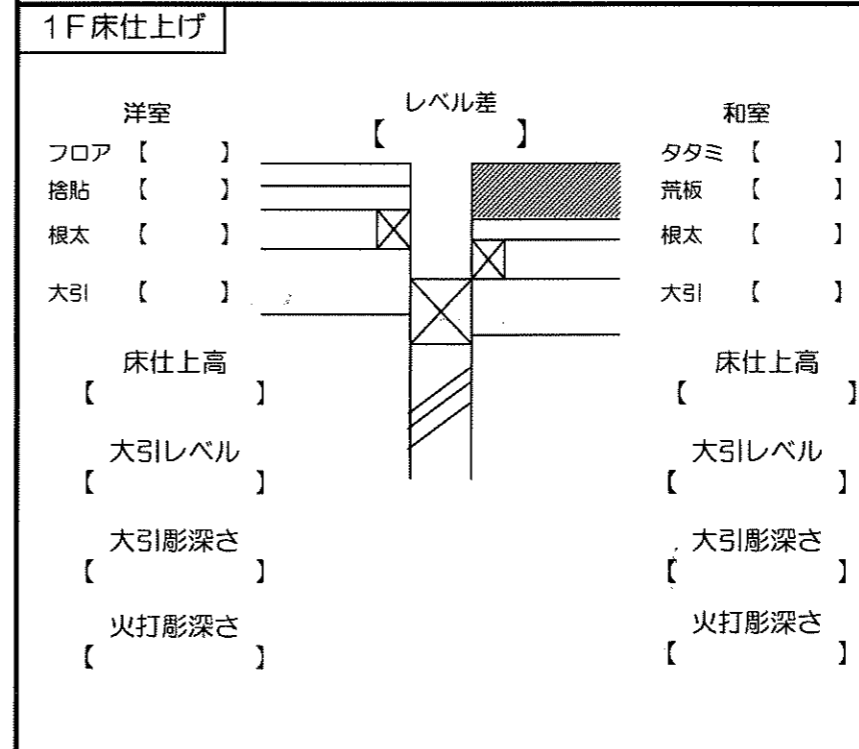 1F床仕上げ
レベル差
【 】
洋室
フロア 【 】
捨貼 【 】
根太 【 】
大引 【 】
床仕上高
【 】
大引レベル
【 】
大引彫深さ
【 】
火打彫深さ
【 】
和室
タタミ 【 】
荒板 【 】
根太 【 】
大引 【 】
床仕上高
【 】
大引レベル
【 】
大引彫深さ
【 】
火打彫深さ
【 】